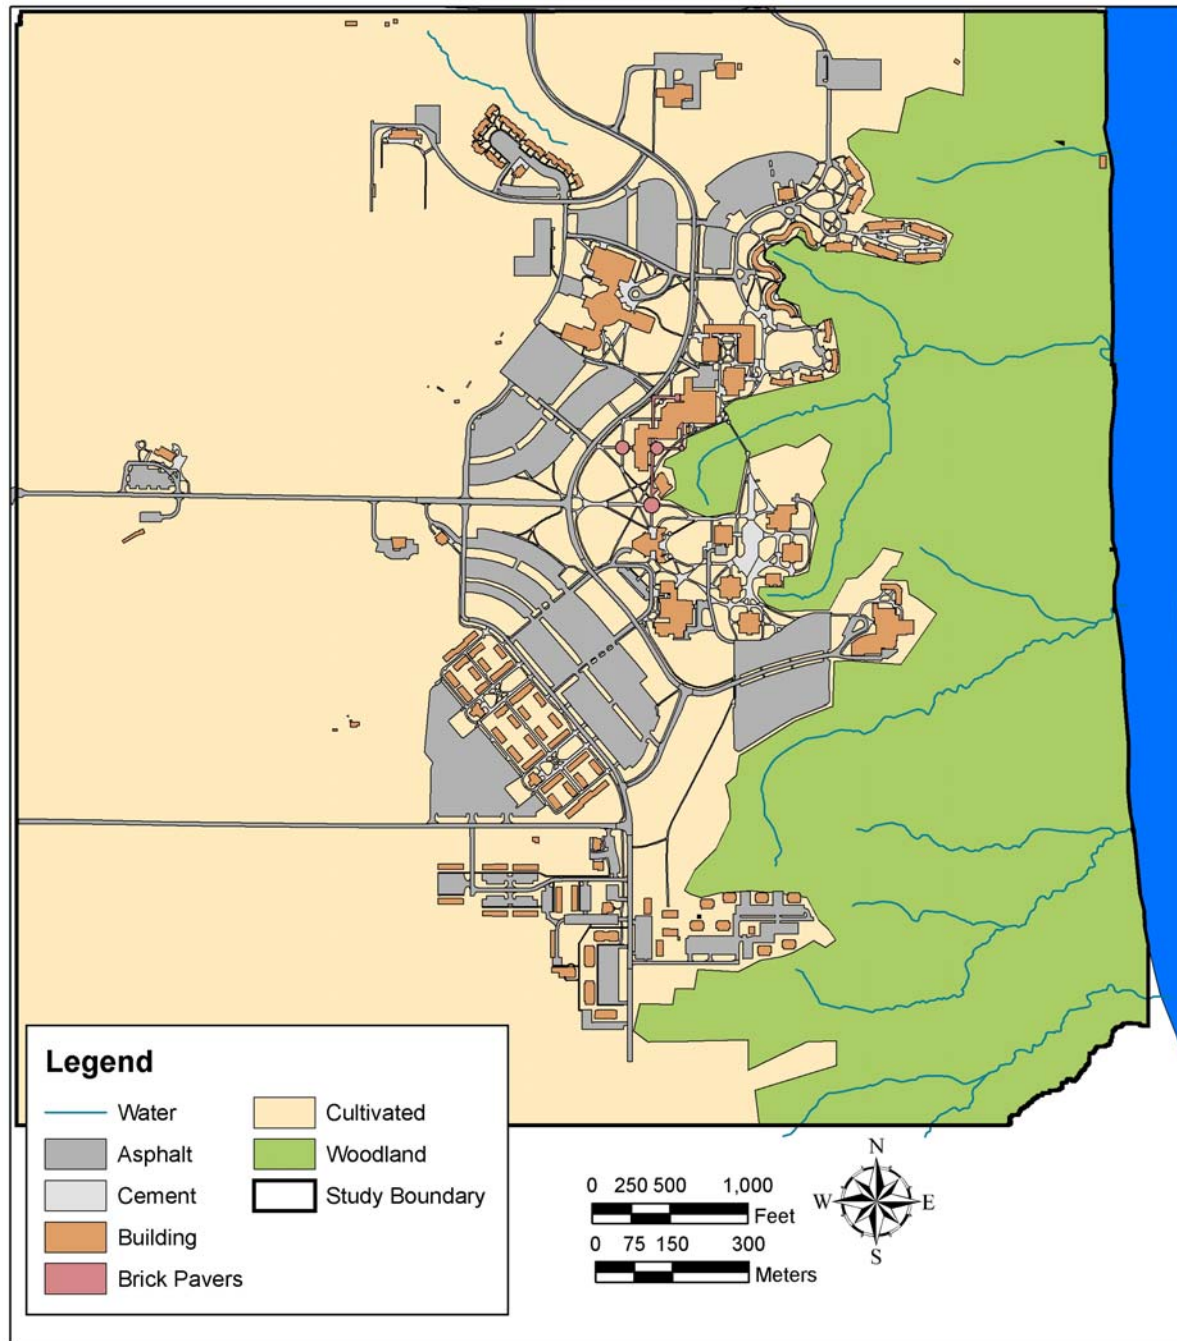 Legend
Water
Cultivated
Asphalt
Woodland
Cement
Study Boundary
Building
Brick Pavers
0 250 500 1,000
Feet
0 75 150 300
Meters
N
W E
S